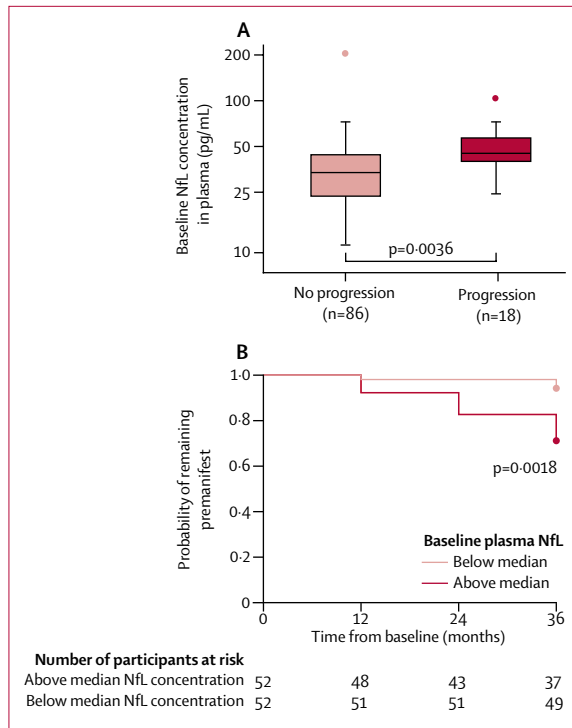 A
200
100
50
25
10
Baseline NfL concentration
in plasma (pg/mL)
p=0·0036
No progression
(n=86)
Progression
(n=18)
B
1·0
0·8
0·6
0·4
0·2
0
Probability of remaining
premanifest
p=0·0018
Baseline plasma NfL
Below median
Above median
0 12 24 36
Time from baseline (months)
Number of participants at risk
Above median NfL concentration 52 48 43 37
Below median NfL concentration 52 51 51 49